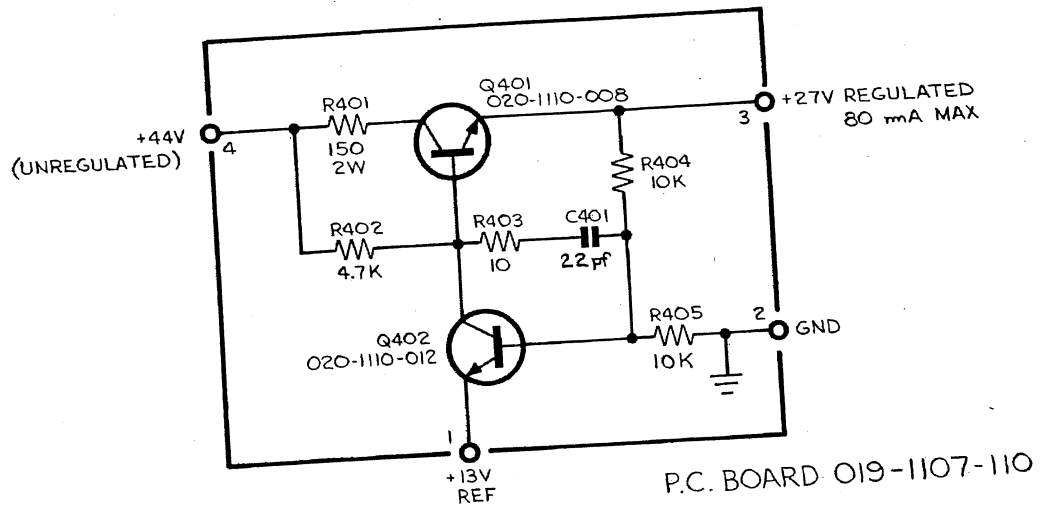 Q401
020-1110-008
R401
150
2W
+44V
(UNREGULATED)
4
+27V REGULATED
80 mA MAX
3
R404
10K
R402
4.7K
R403
10
C401
22pf
Q402
020-1110-012
R405
10K
2
GND
1
+13V
REF
P.C. BOARD 019-1107-110